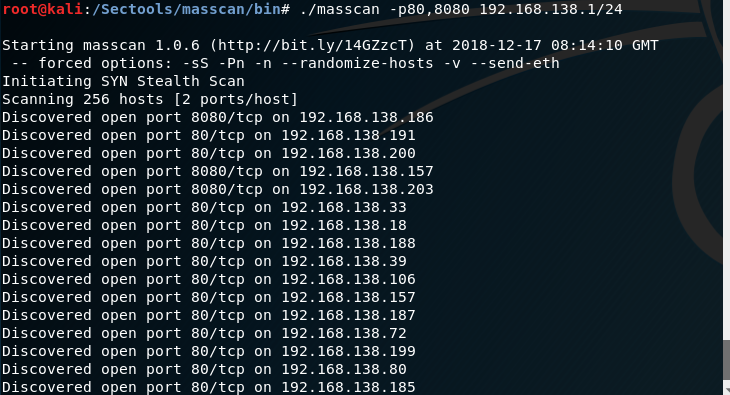 root@kali:/Sectools/masscan/bin# ./masscan -p80,8080 192.168.138.1/24
Starting masscan 1.0.6 (http://bit.ly/14GZzcT) at 2018-12-17 08:14:10 GMT
-- forced options: -sS -Pn -n --randomize-hosts -v --send-eth
Initiating SYN Stealth Scan
Scanning 256 hosts [2 ports/host]
Discovered open port 8080/tcp on 192.168.138.186
Discovered open port 80/tcp on 192.168.138.191
Discovered open port 80/tcp on 192.168.138.200
Discovered open port 8080/tcp on 192.168.138.157
Discovered open port 8080/tcp on 192.168.138.203
Discovered open port 80/tcp on 192.168.138.33
Discovered open port 80/tcp on 192.168.138.18
Discovered open port 80/tcp on 192.168.138.188
Discovered open port 80/tcp on 192.168.138.39
Discovered open port 80/tcp on 192.168.138.106
Discovered open port 80/tcp on 192.168.138.157
Discovered open port 80/tcp on 192.168.138.187
Discovered open port 80/tcp on 192.168.138.72
Discovered open port 80/tcp on 192.168.138.199
Discovered open port 80/tcp on 192.168.138.80
Discovered open port 80/tcp on 192.168.138.185